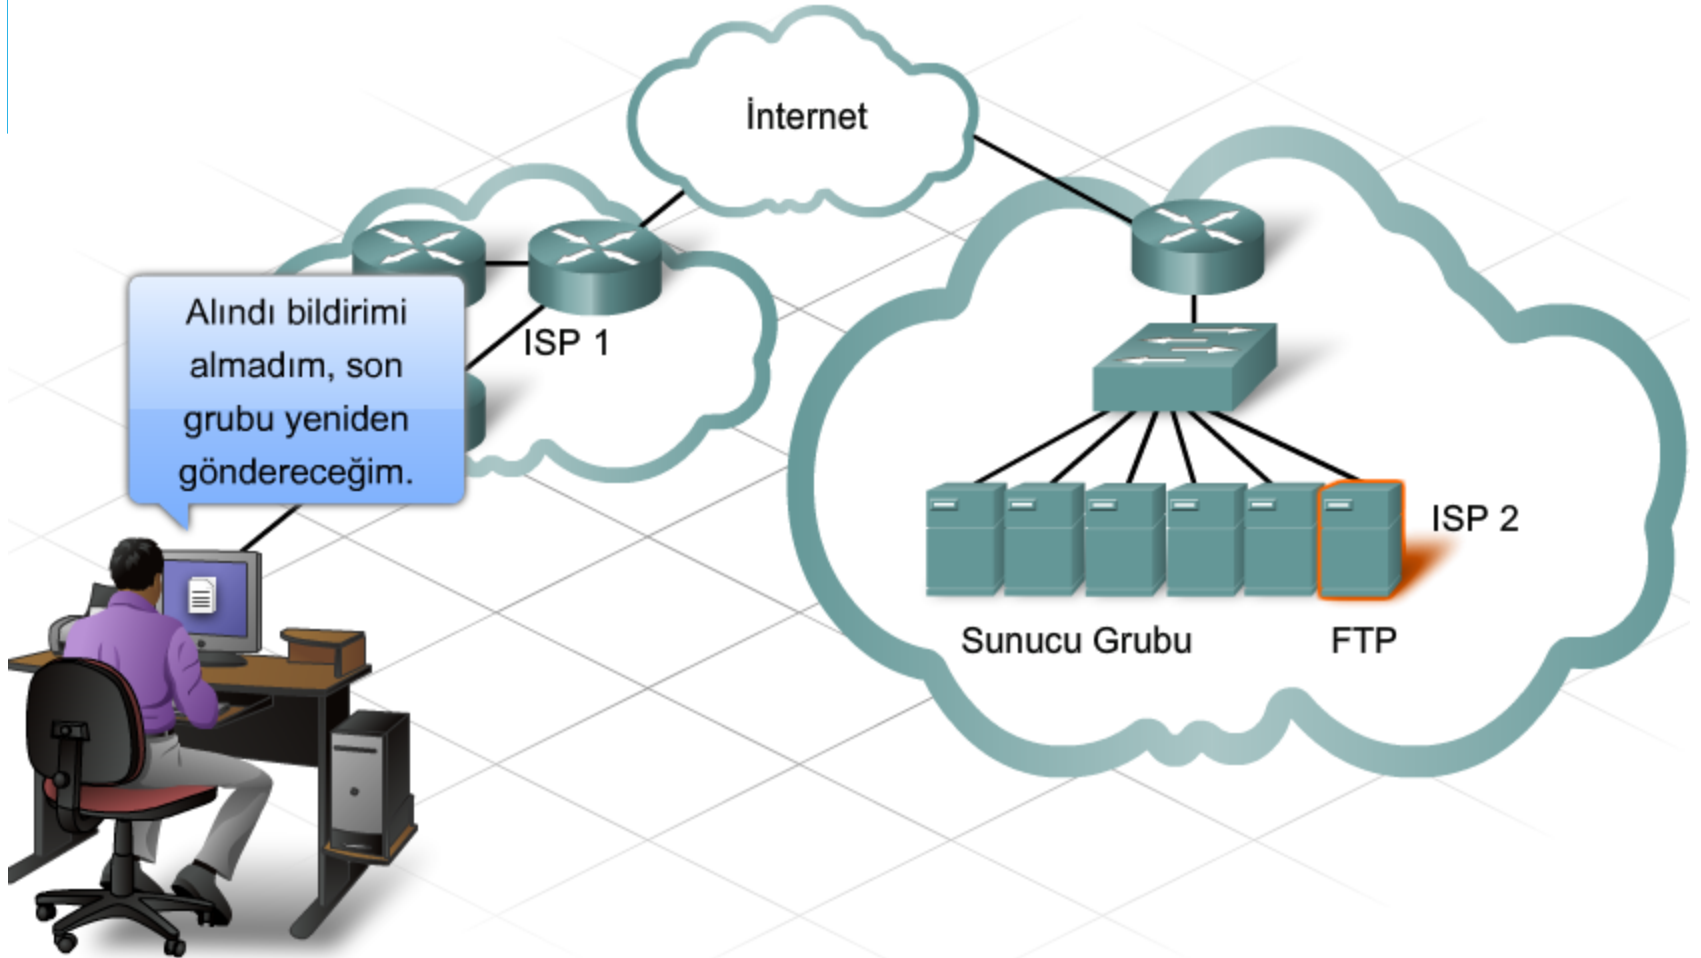 İnternet
Alındı bildirimi
almadım, son
grubu yeniden
göndereceğim.
ISP 1
ISP 2
Sunucu Grubu
FTP